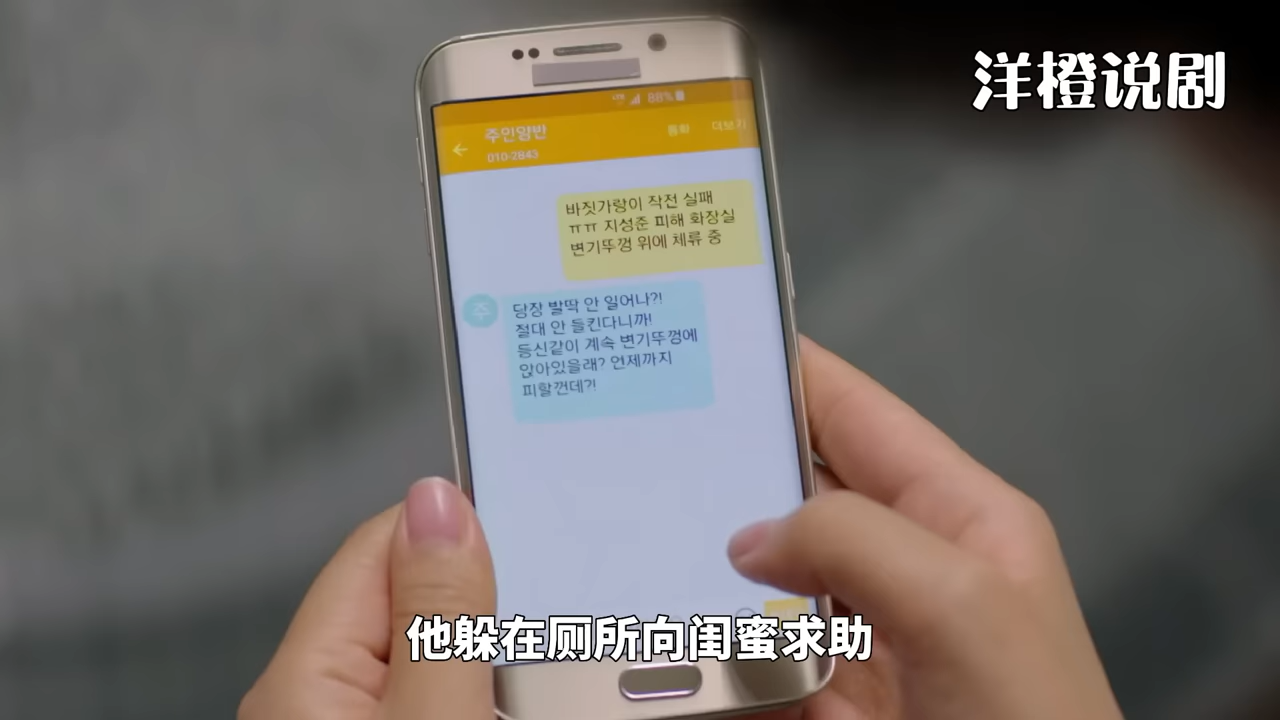 洋橙说剧
88%
주인양반
통화
더보기
010-2843
바짓가랑이 작전 실패
ㅠㅠ 지성준 피해 화장실
변기뚜껑 위에 체류 중
주
당장 발딱 안 일어나?!
절대 안 들킨다니까!
등신같이 계속 변기뚜껑에
앉아있을래? 언제까지
피할껀데?!
他躲在厕所向闺蜜求助